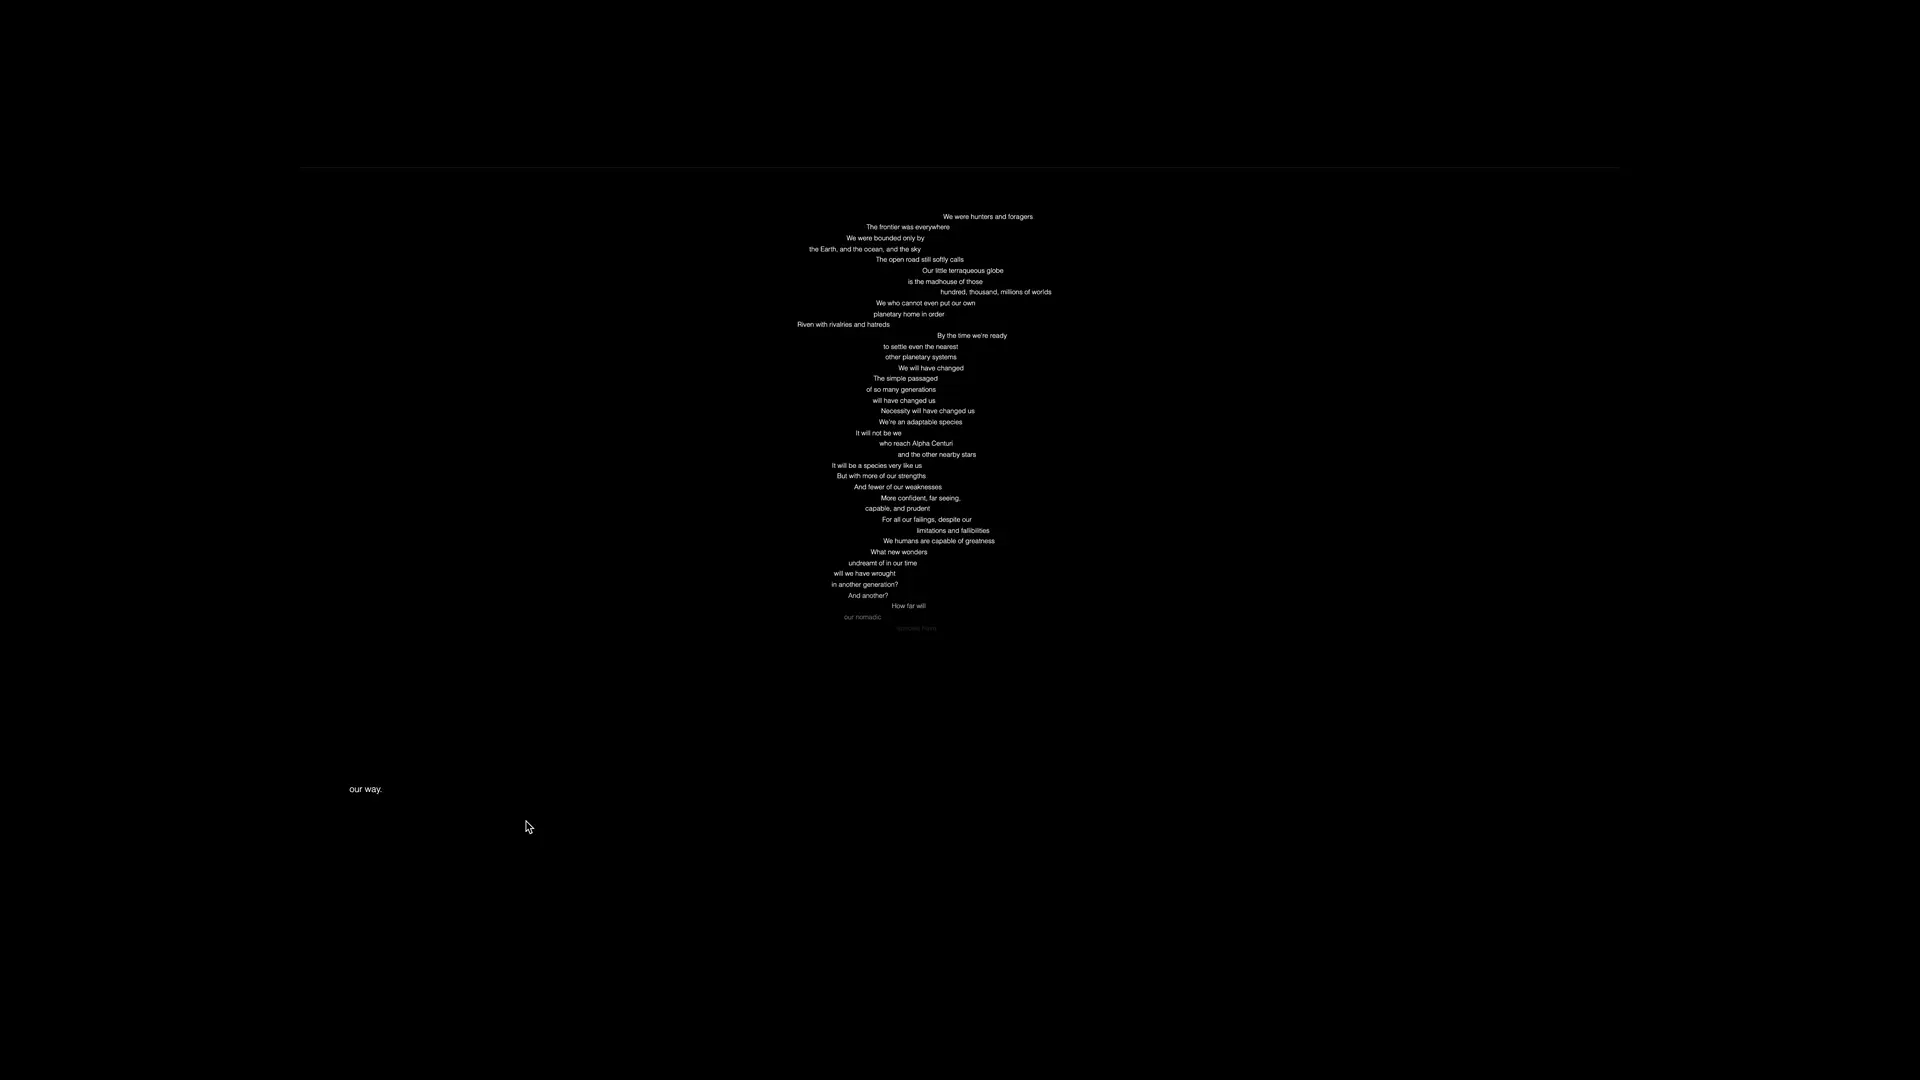 We were hunters and foragers
The frontier was everywhere
We were bounded only by
the Earth, and the ocean, and the sky
The open road still softly calls
Our little terraqueous globe
is the madhouse of those
hundred, thousand, millions of worlds
We who cannot even put our own
planetary home in order
Riven with rivalries and hatreds
By the time we're ready
to settle even the nearest
other planetary systems
We will have changed
The simple passaged
of so many generations
will have changed us
Necessity will have changed us
We're an adaptable species
It will not be we
who reach Alpha Centuri
and the other nearby stars
It will be a species very like us
But with more of our strengths
And fewer of our weaknesses
More confident, far seeing,
capable, and prudent
For all our failings, despite our
limitations and fallibilities
We humans are capable of greatness
What new wonders
undreamt of in our time
will we have wrought
in another generation?
And another?
How far will
our nomadic
our way.